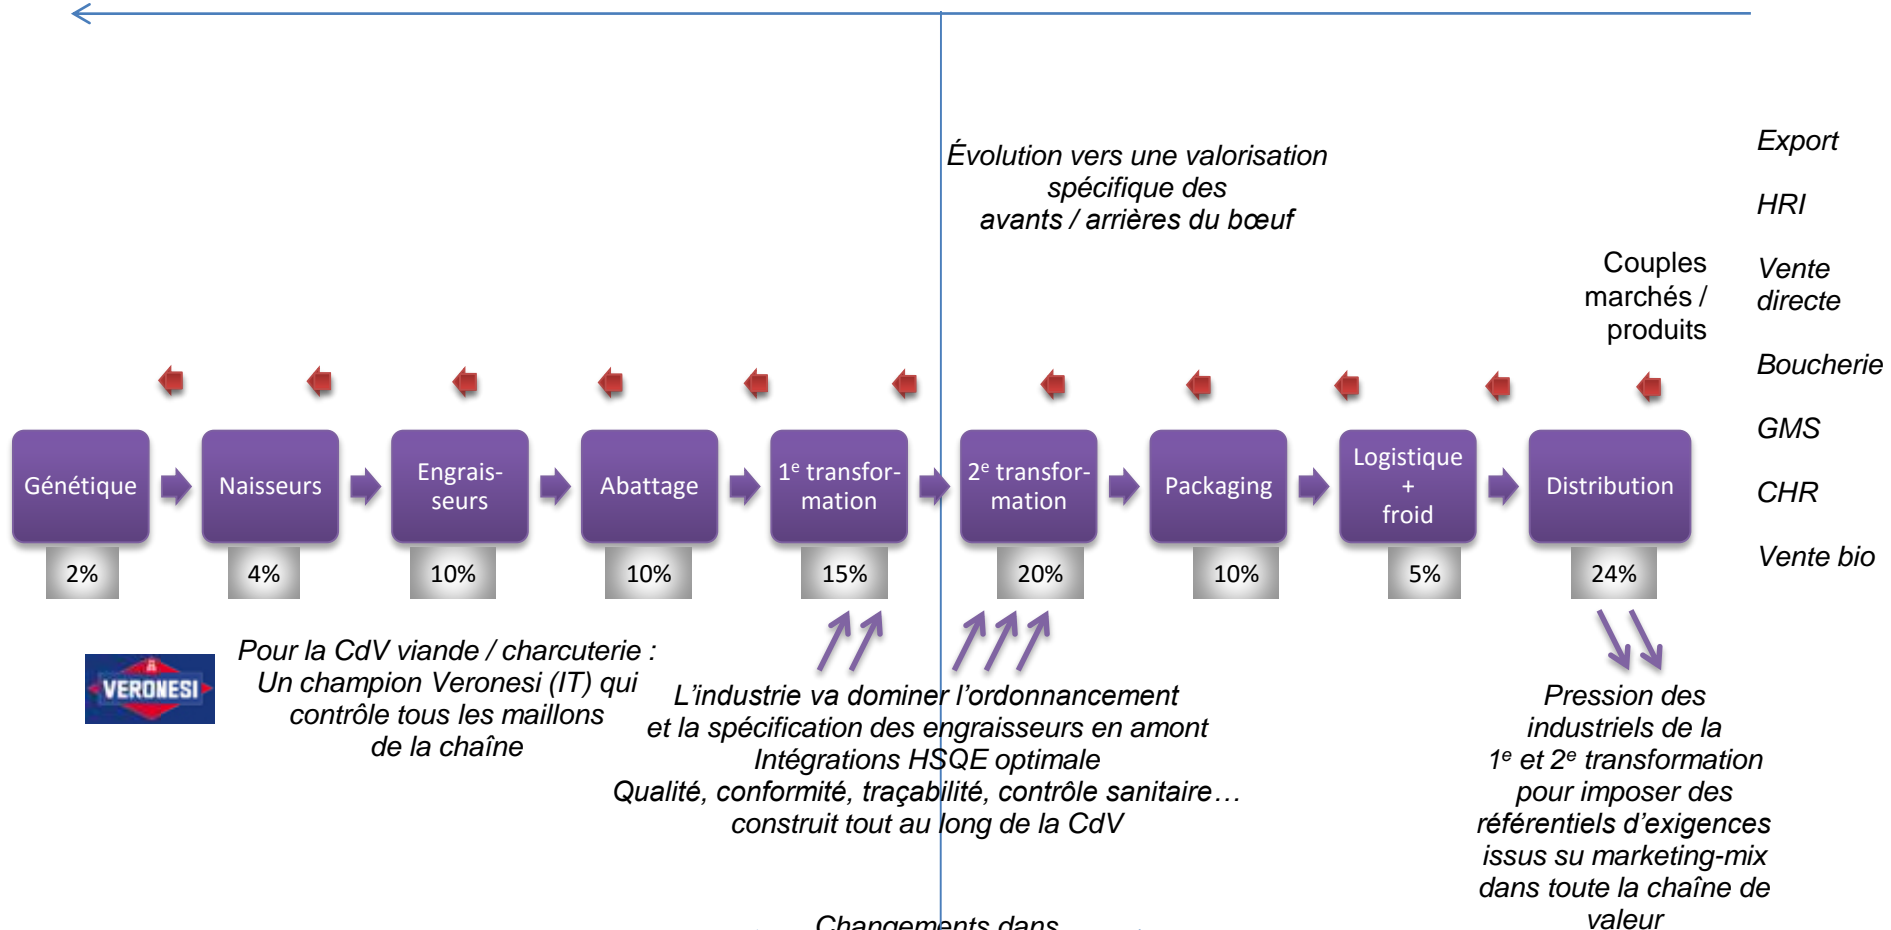 Évolution vers une valorisation
spécifique des
avants / arrières du bœuf
Export
HRI
Vente
directe
Boucherie
GMS
CHR
Vente bio
Couples
marchés /
produits
Génétique
Naisseurs
Engrais-
seurs
Abattage
1e transfor-
mation
2e transfor-
mation
Packaging
Logistique
+
froid
Distribution
2%
4%
10%
10%
15%
20%
10%
5%
24%
VERONESI
Pour la CdV viande / charcuterie :
Un champion Veronesi (IT) qui
contrôle tous les maillons
de la chaîne
L'industrie va dominer l'ordonnancement
et la spécification des engraisseurs en amont
Intégrations HSQE optimale
Qualité, conformité, traçabilité, contrôle sanitaire…
construit tout au long de la CdV
Pression des
industriels de la
1e et 2e transformation
pour imposer des
référentiels d'exigences
issus su marketing-mix
dans toute la chaîne de
valeur
Changements dans